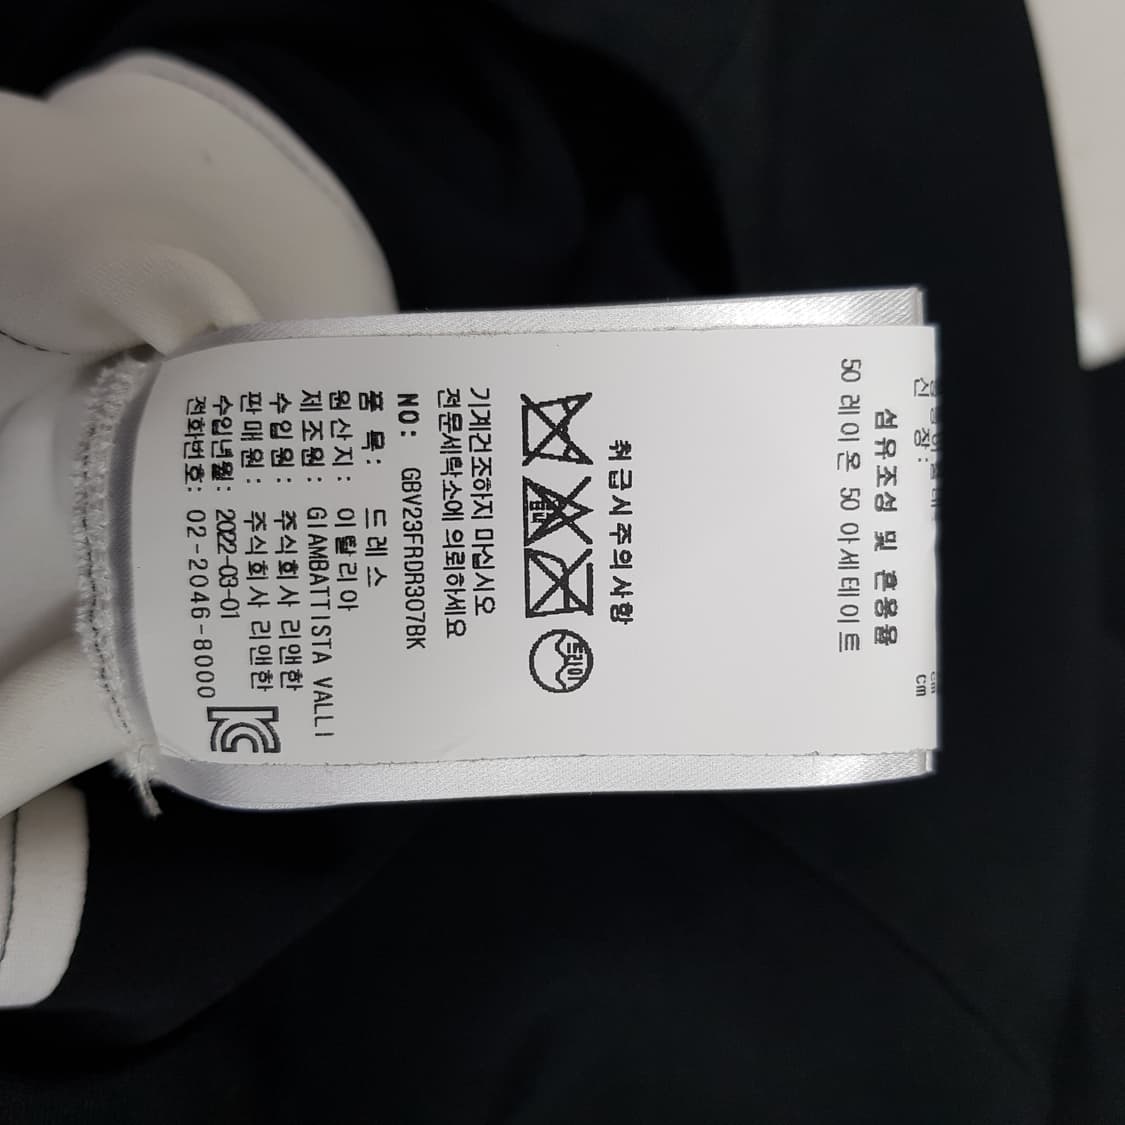 신 장: cm
섬유조성 및 혼용율
50 레이온 50 아세테이트
취급시주의사항
드라이
기계건조하지 마십시오
전문세탁소에 의뢰하세요
NO: GBV23FRDR307BK
품 목: 드레스
원산지: 이탈리아
제조원: GIAMBATTISTA VALLI
수입원: 주식회사 리앤한
판매원: 주식회사 리앤한
수입년월: 2022-03-01
전화번호: 02-2046-8000